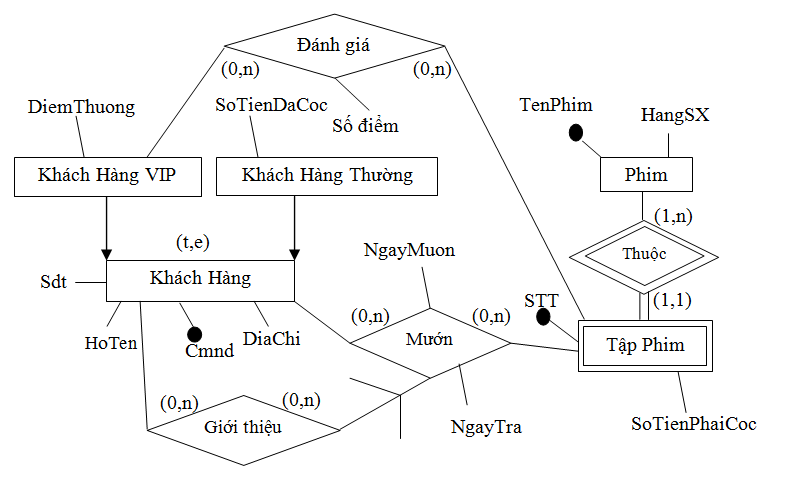 Đánh giá
(0,n)
(0,n)
DiemThuong
SoTienDaCoc
Số điểm
TenPhim
HangSX
Khách Hàng VIP
Khách Hàng Thường
Phim
(1,n)
(t,e)
NgayMuon
Thuộc
Sdt
Khách Hàng
(0,n)
(0,n)
STT
(1,1)
HoTen
Cmnd
DiaChi
Mướn
Tập Phim
(0,n)
(0,n)
Giới thiệu
NgayTra
SoTienPhaiCoc